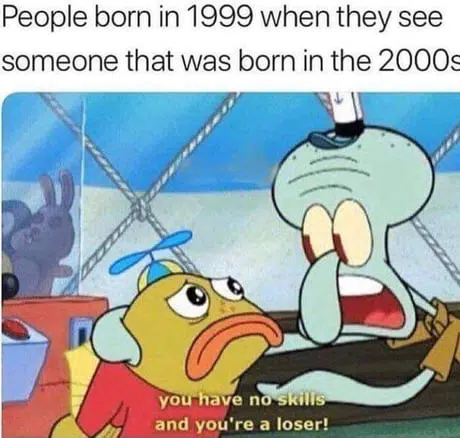 People born in 1999 when they see
someone that was born in the 2000s
you have no skills
and you're a loser!